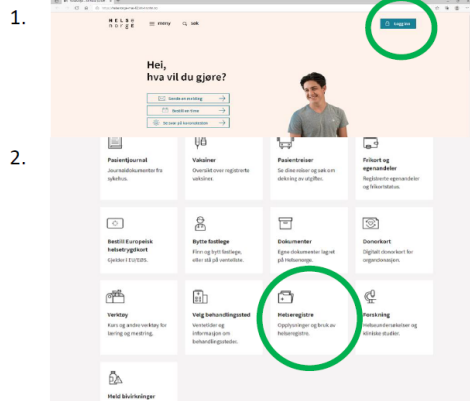 1.
HELSE
norge
meny
søk
Logg inn
Hei,
hva vil du gjøre?
Sende en melding
Bestill en time
2.
Pasientjournal
Journaldokumenter fra
sykehus.
Vaksiner
Oversikt over registrerte
vaksiner.
Pasientreiser
Se dine reiser og søk om
dekning av utgifter.
Frikort og
egenandeler
Registrerte egenandeler
og frikortstatus.
Bestill Europeisk
helsetrygdkort
Gjelder i EU/EØS.
Bytte fastlege
Finn og bytt fastlege,
eller stå på venteliste.
Dokumenter
Egne dokumenter lagret
på Helsenorge.
Donorkort
Digitalt donorkort for
organdonasjon.
Verktøy
Kurs og andre verktøy for
læring og mestring.
Velg behandlingssted
Ventetider og
informasjon om
behandlingssteder.
Helseregistre
Opplysninger og bruk av
helseregistre.
Forskning
Helseundersøkelser og
kliniske studier.
Meld bivirkninger